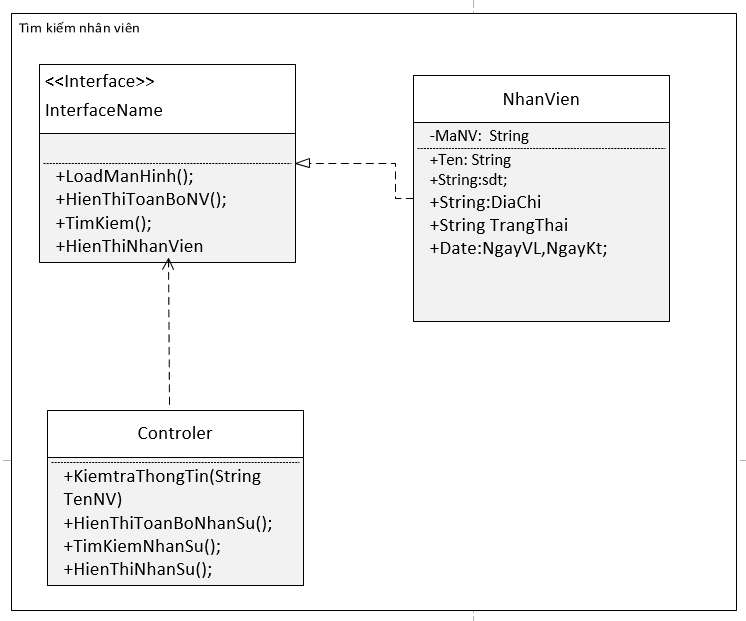 Tìm kiếm nhân viên
<<Interface>>
InterfaceName
+LoadManHinh();
+HienThiToanBoNV();
+TimKiem();
+HienThiNhanVien
NhanVien
-MaNV: String
+Ten: String
+String:sdt;
+String:DiaChi
+String TrangThai
+Date:NgayVL,NgayKt;
Controler
+KiemtraThongTin(String
TenNV)
+HienThiToanBoNhanSu();
+TimKiemNhanSu();
+HienThiNhanSu();